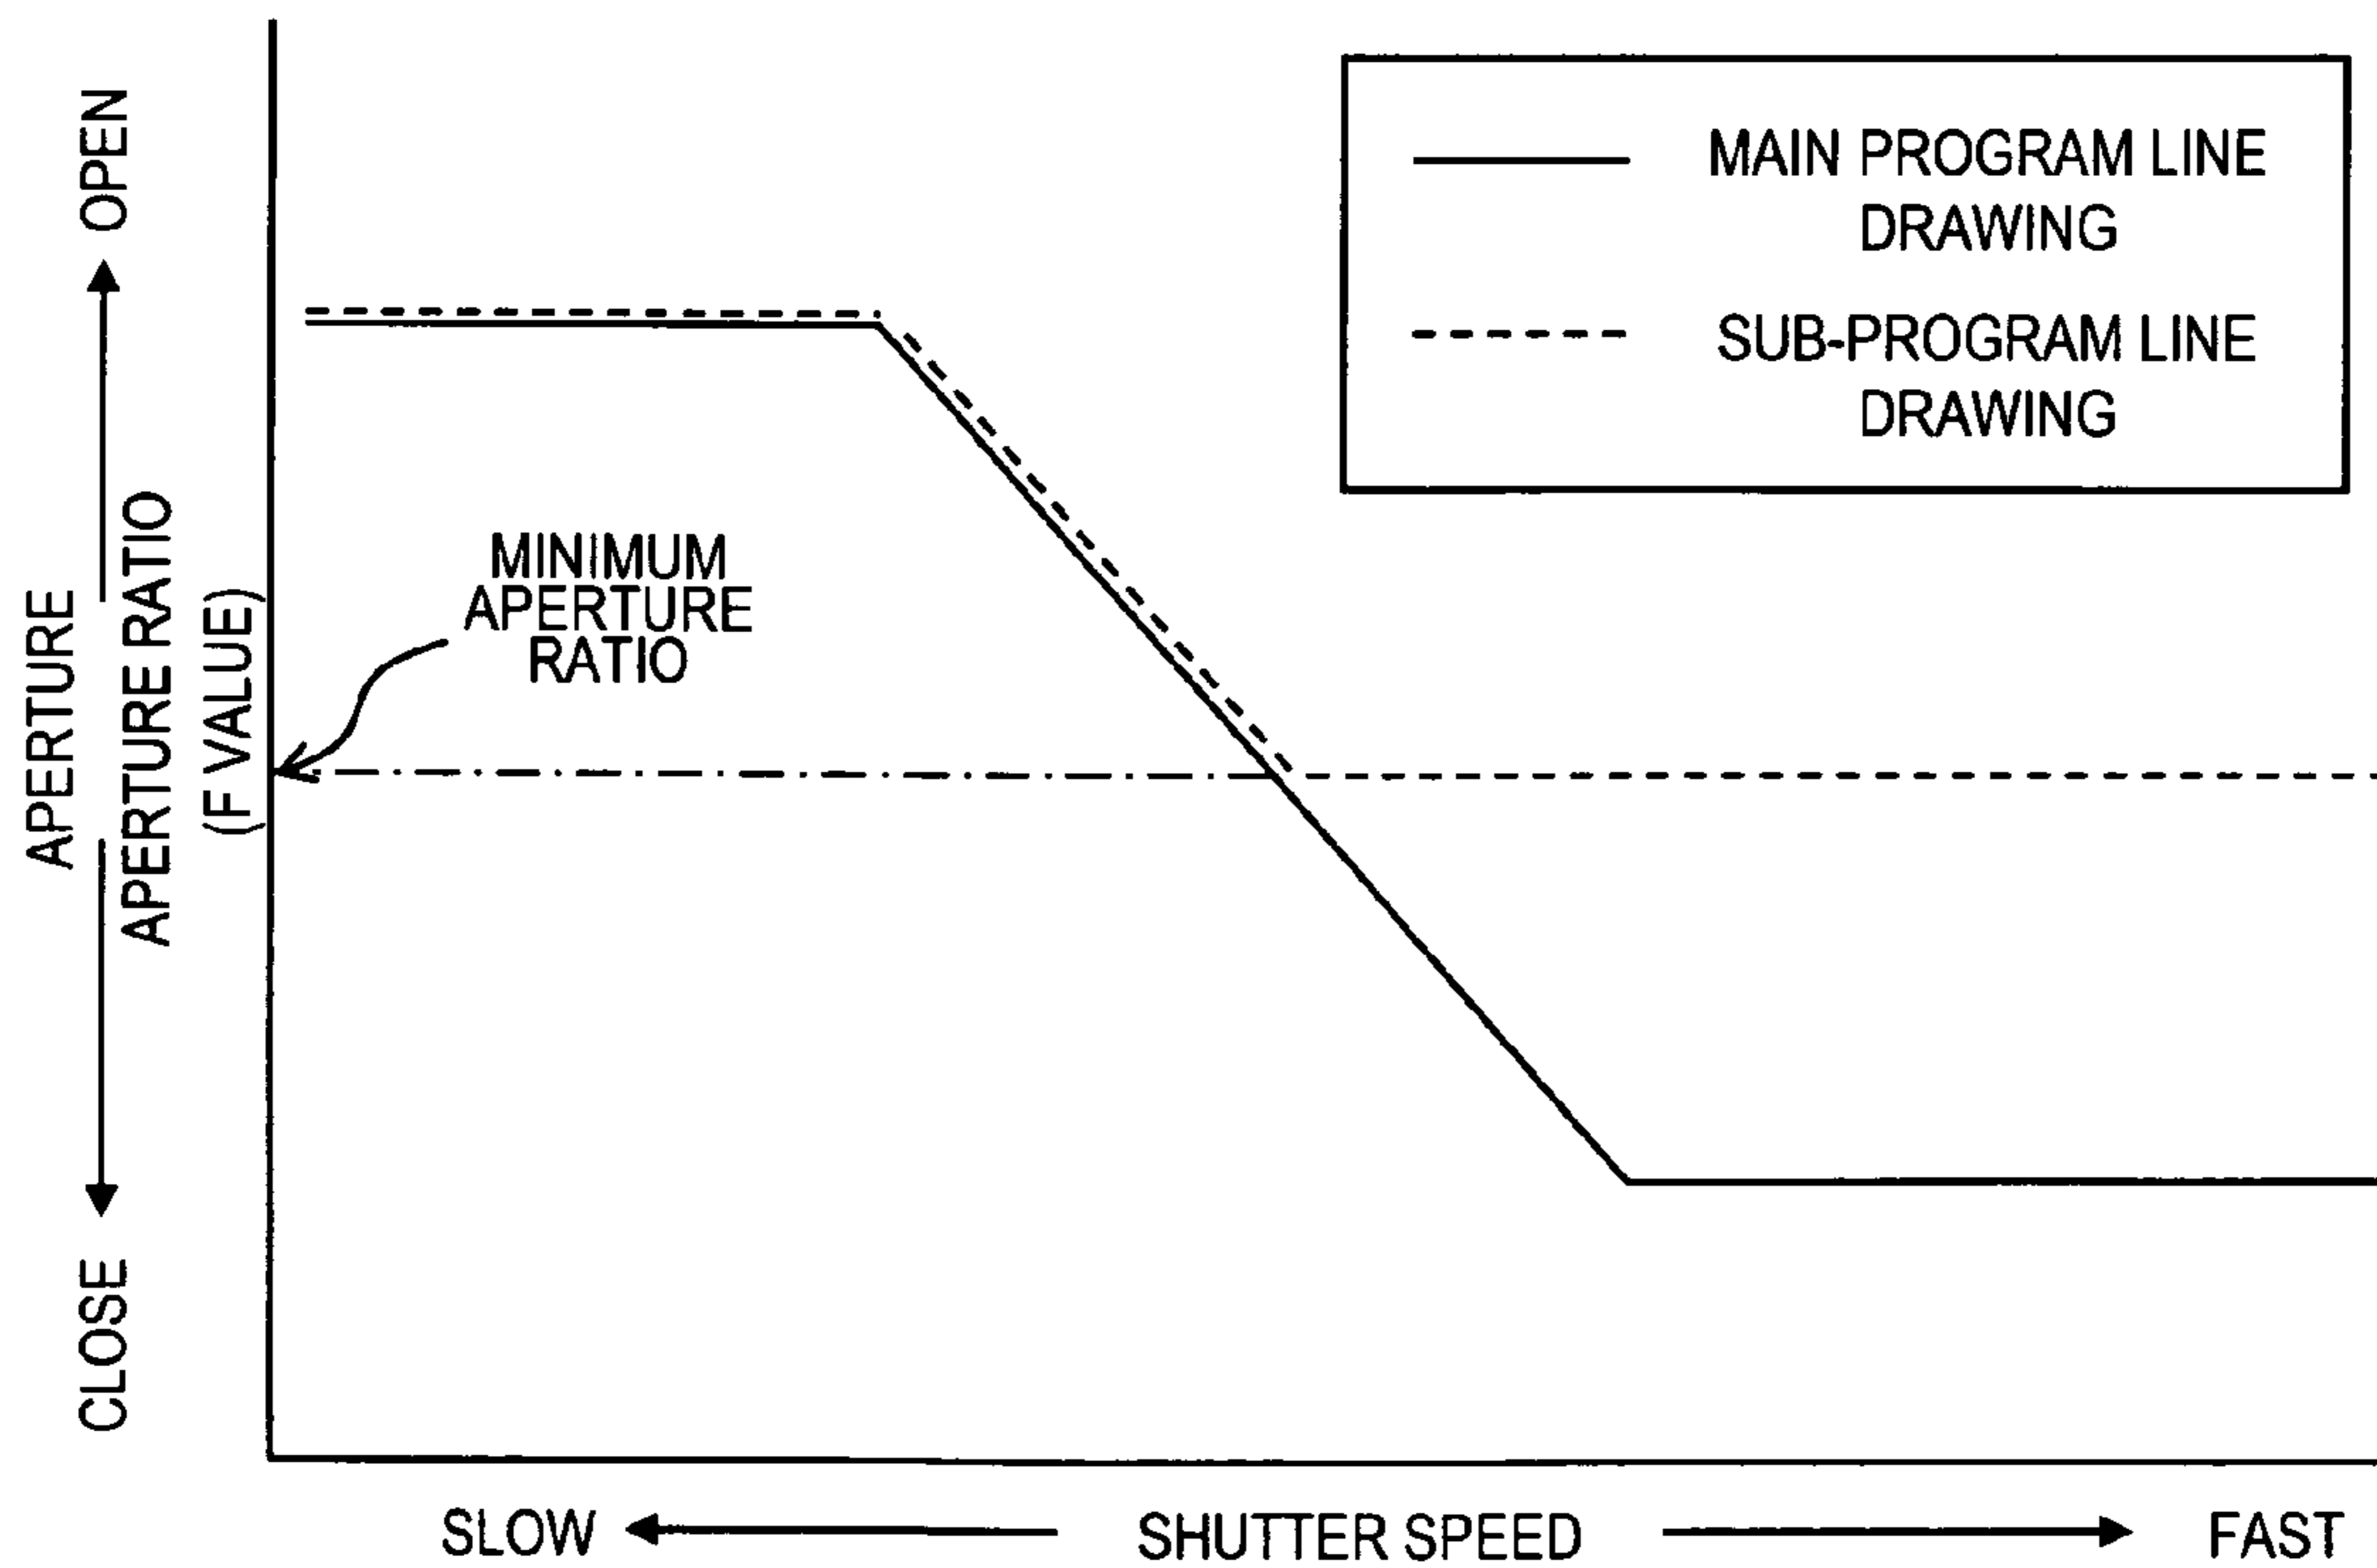 MAIN PROGRAM LINE
DRAWING
SUB-PROGRAM LINE
DRAWING
OPEN
APERTURE
APERTURE RATIO
(F VALUE)
CLOSE
MINIMUM
APERTURE
RATIO
SLOW SHUTTER SPEED FAST